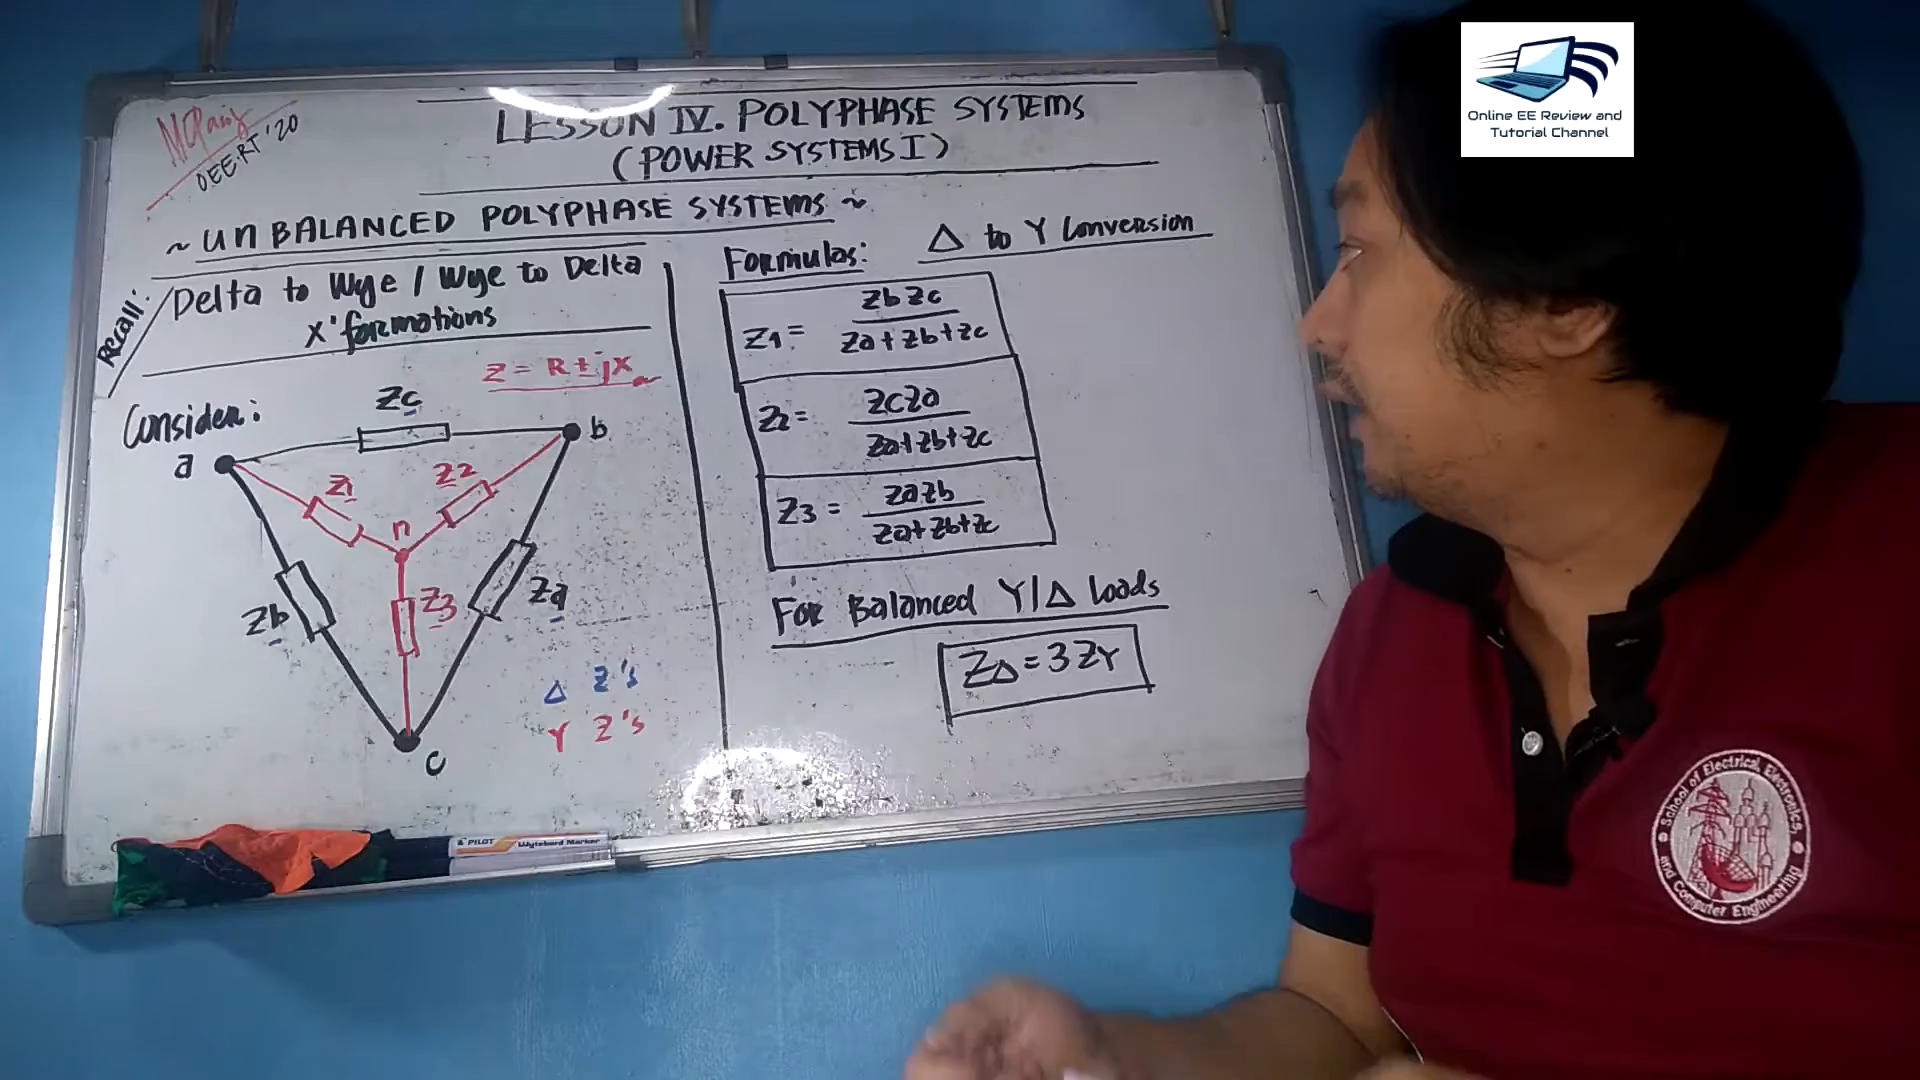 OEE.RT '20
LESSON IV. POLYPHASE SYSTEMS
(POWER SYSTEMS I)
~ UNBALANCED POLYPHASE SYSTEMS ~
Recall:
Delta to Wye / Wye to Delta
X'formations
Z = R ± jX
Consider:
Zc
a
b
Z1
Z2
n
Zb
Z3
Za
Δ Z's
Y Z's
c
Formulas:
Δ to Y Conversion
Z1 = ZbZc / Za+Zb+Zc
Z2 = ZcZa / Za+Zb+Zc
Z3 = ZaZb / Za+Zb+Zc
For Balanced Y/Δ Loads
ZΔ = 3ZY
PILOT Wyteboard Marker
Online EE Review and
Tutorial Channel
School of Electrical, Electronics,
and Computer Engineering